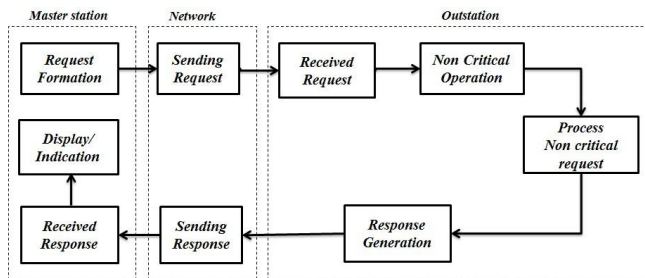 Master station
Network
Outstation
Request
Formation
Sending
Request
Received
Request
Non Critical
Operation
Process
Non critical
request
Display/
Indication
Received
Response
Sending
Response
Response
Generation